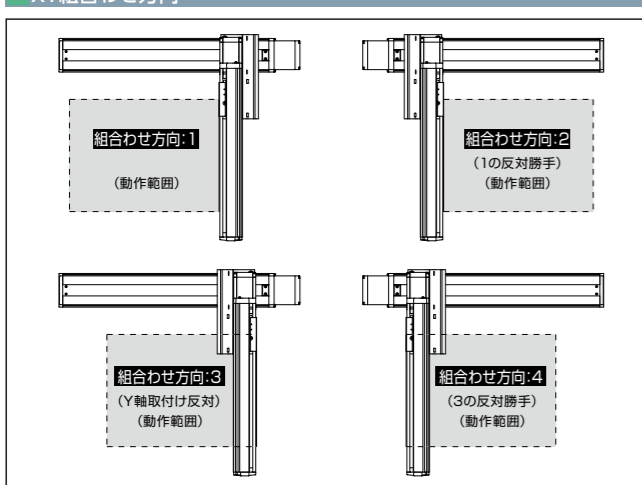 XY組合わせ方向
組合わせ方向:1
(動作範囲)
組合わせ方向:2
(1の反対勝手)
(動作範囲)
組合わせ方向:3
(Y軸取付け反対)
(動作範囲)
組合わせ方向:4
(3の反対勝手)
(動作範囲)